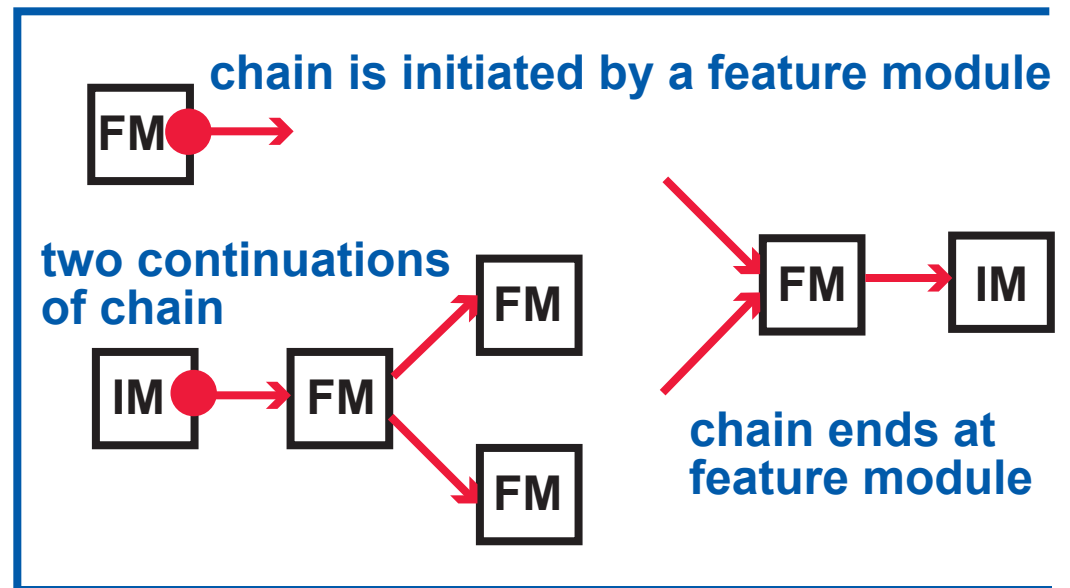 chain is initiated by a feature module
FM
two continuations
of chain
FM
FM
IM
IM
FM
chain ends at
feature module
FM